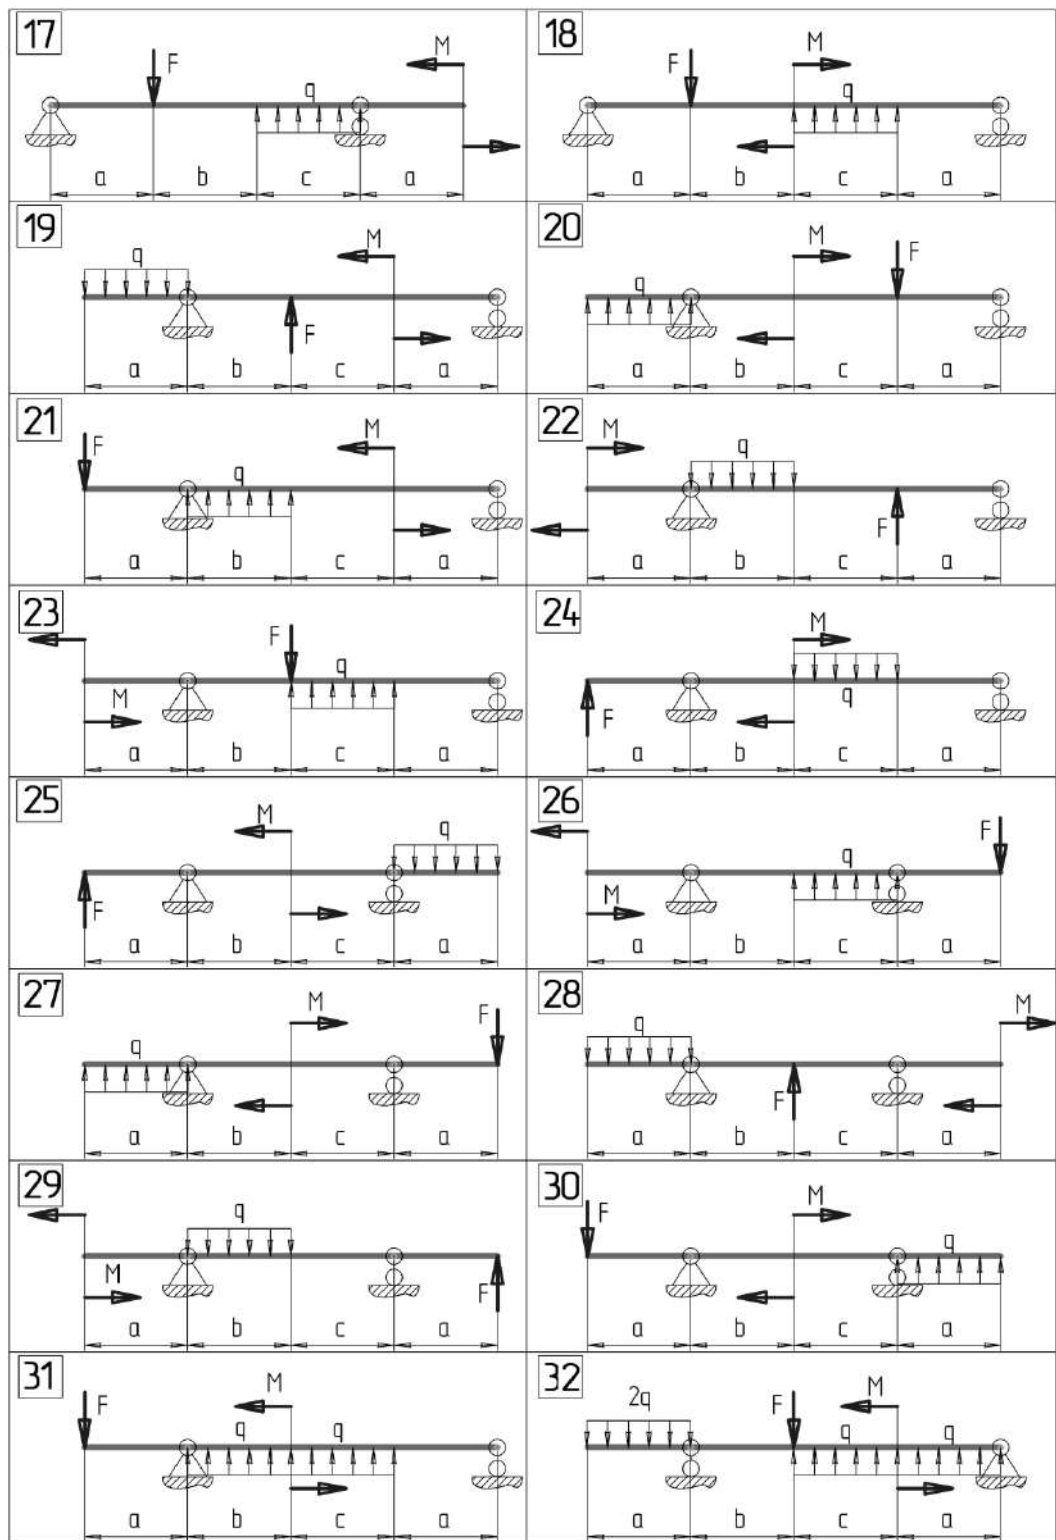 17 18
F M q
a b c a
M F q
a b c a
19 20
q M F
a b c a
M F q
a b c a
21 22
F M q
a b c a
M q F
a b c a
23 24
F q M
a b c a
M q F
a b c a
25 26
M q F
a b c a
F q M
a b c a
27 28
M F q
a b c a
M q F
a b c a
29 30
q M F
a b c a
F M q
a b c a
31 32
F M q q
a b c a
2q F M q q
a b c a